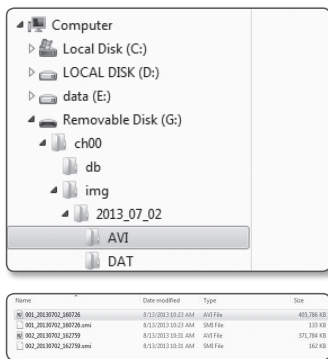 Computer
Local Disk (C:)
LOCAL DISK (D:)
data (E:)
Removable Disk (G:)
ch00
db
img
2013_07_02
AVI
DAT
Name Date modified Type Size
001_20130702_160726 8/13/2013 10:23 AM AVI File 405,786 KB
001_20130702_160726.smi 8/13/2013 10:23 AM SMI File 133 KB
002_20130702_162759 8/13/2013 10:31 AM AVI File 371,784 KB
002_20130702_162759.smi 8/13/2013 10:31 AM SMI File 162 KB